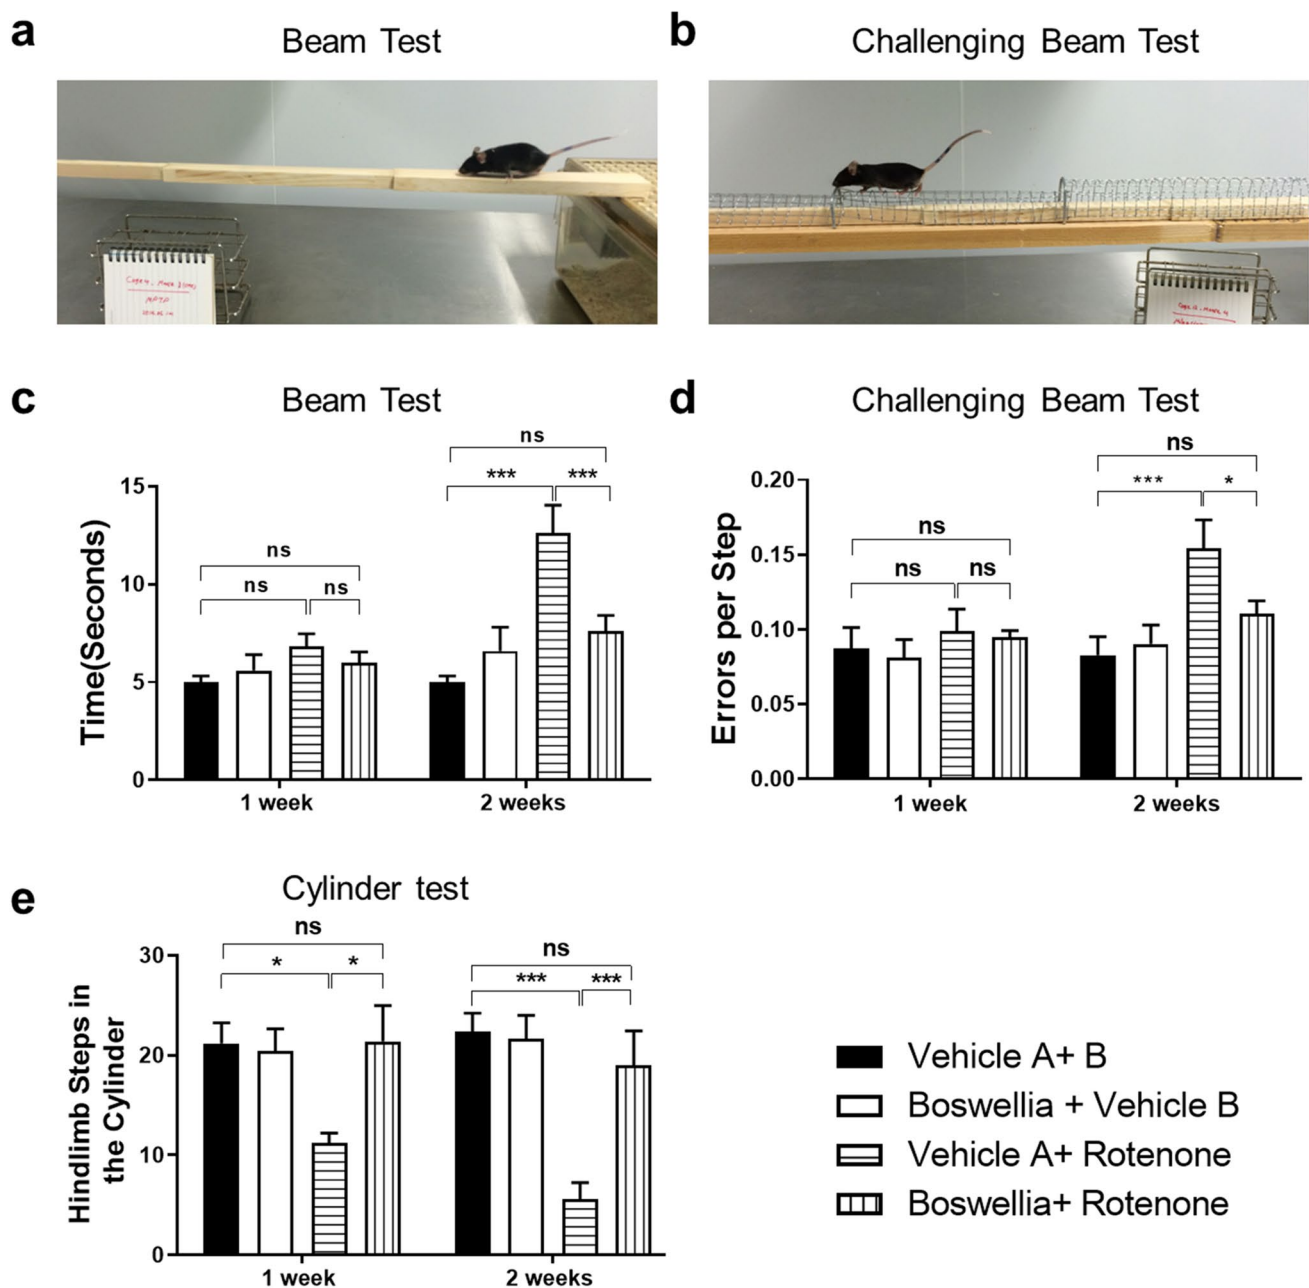 a
Beam Test
b
Challenging Beam Test
MPTP
c
Beam Test
ns
***
***
ns
ns
ns
15
10
5
0
Time(Seconds)
1 week
2 weeks
d
Challenging Beam Test
ns
***
*
ns
ns
ns
0.20
0.15
0.10
0.05
0.00
Errors per Step
1 week
2 weeks
e
Cylinder test
ns
*
*
ns
***
***
30
20
10
0
Hindlimb Steps in
the Cylinder
1 week
2 weeks
Vehicle A+ B
Boswellia + Vehicle B
Vehicle A+ Rotenone
Boswellia+ Rotenone